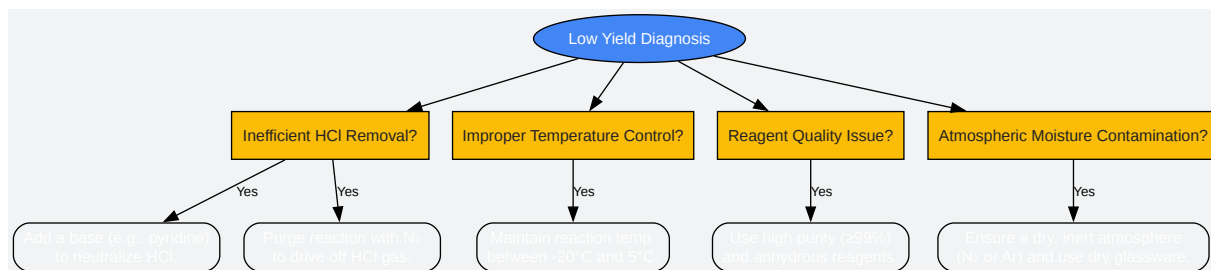 Low Yield Diagnosis
Inefficient HCl Removal?
Improper Temperature Control?
Reagent Quality Issue?
Atmospheric Moisture Contamination?
Yes
Yes
Yes
Yes
Yes
Add a base (e.g., pyridine)
to neutralize HCl.
Purge reaction with N₂
to drive off HCl gas.
Maintain reaction temp.
between -20°C and 5°C.
Use high purity (≥99%)
and anhydrous reagents.
Ensure a dry, inert atmosphere
(N₂ or Ar) and use dry glassware.